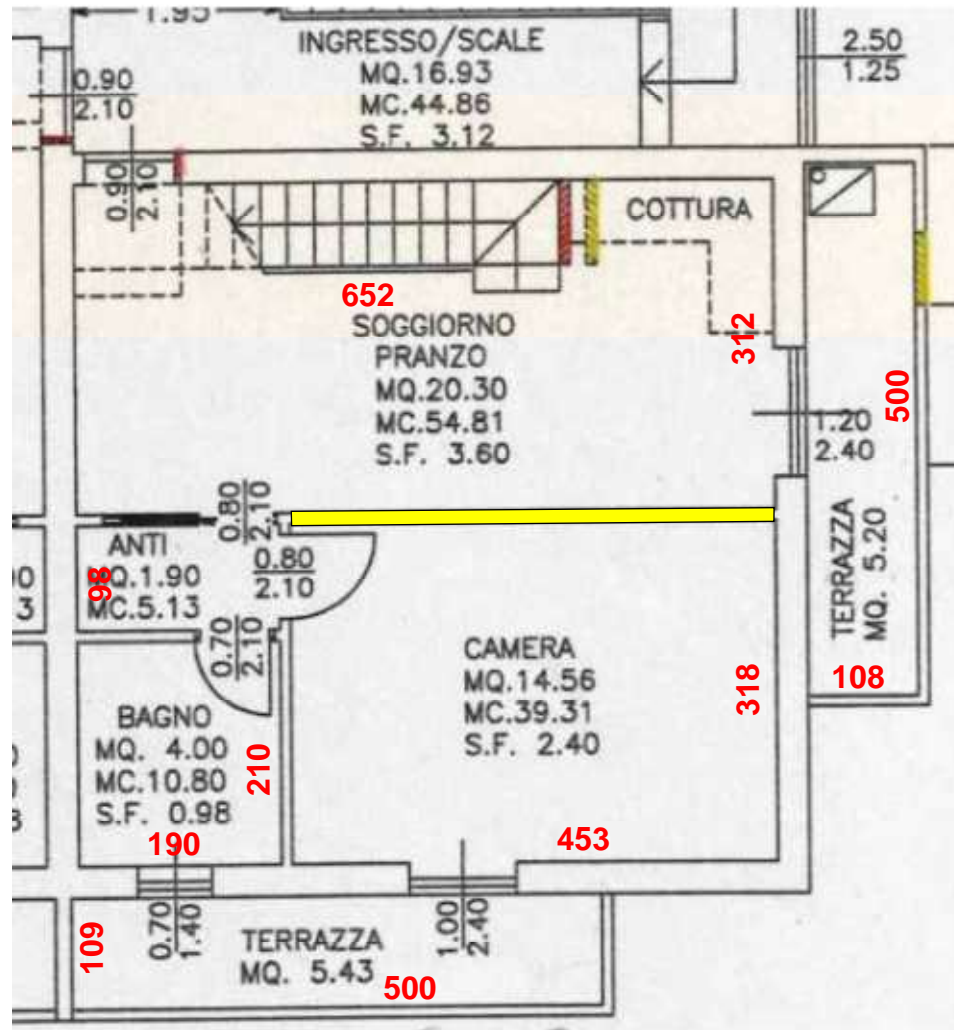 1.95
INGRESSO/SCALE
MQ.16.93
MC.44.86
S.F. 3.12
2.50
1.25
0.90
2.10
0.90
2.10
COTTURA
652
SOGGIORNO
PRANZO
MQ.20.30
MC.54.81
S.F. 3.60
312
500
1.20
2.40
0.80
2.10
ANTI
MQ.1.90
MC.5.13
98
0.80
2.10
0.70
2.10
TERRAZZA
MQ. 5.20
108
CAMERA
MQ.14.56
MC.39.31
S.F. 2.40
318
453
BAGNO
MQ. 4.00
MC.10.80
S.F. 0.98
210
190
0.70
1.40
1.00
2.40
109
TERRAZZA
MQ. 5.43
500